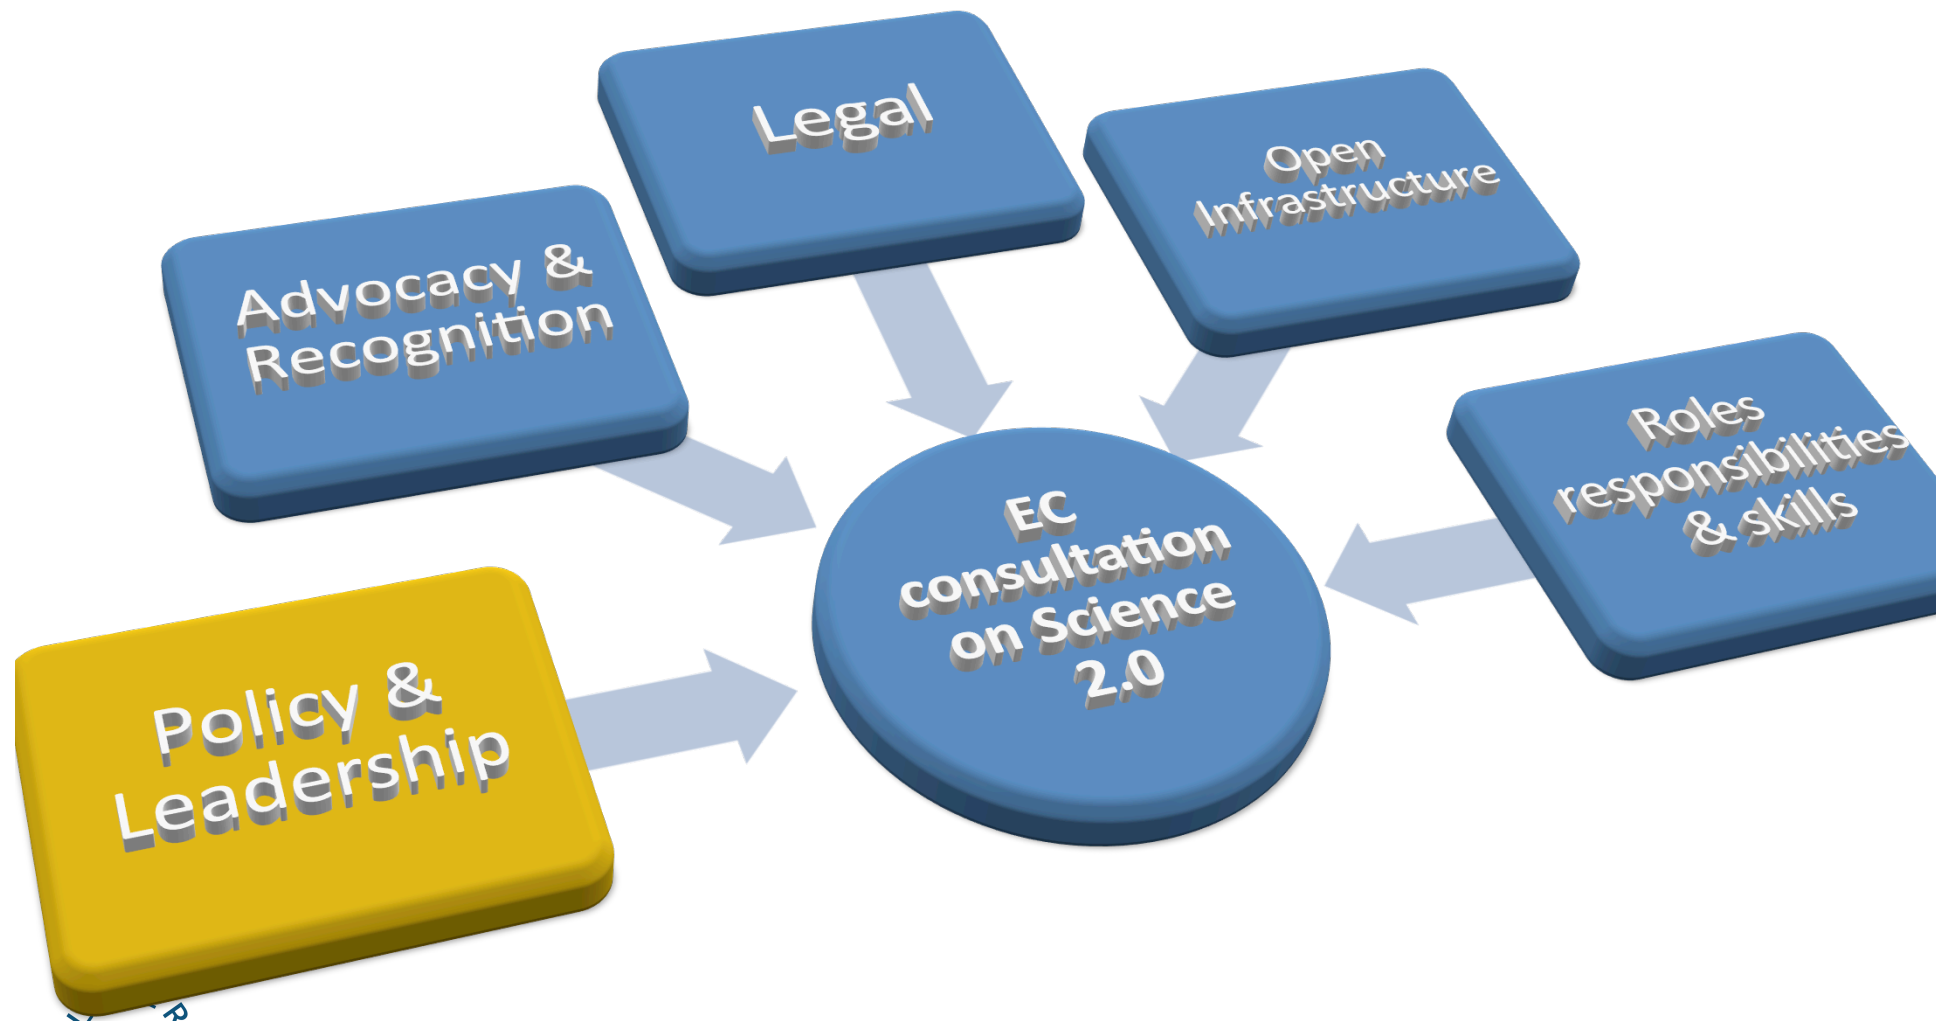 Legal
Open
Infrastructure
Advocacy &
Recognition
Roles
responsibilities
& skills
EC
consultation
on Science
2.0
Policy &
Leadership